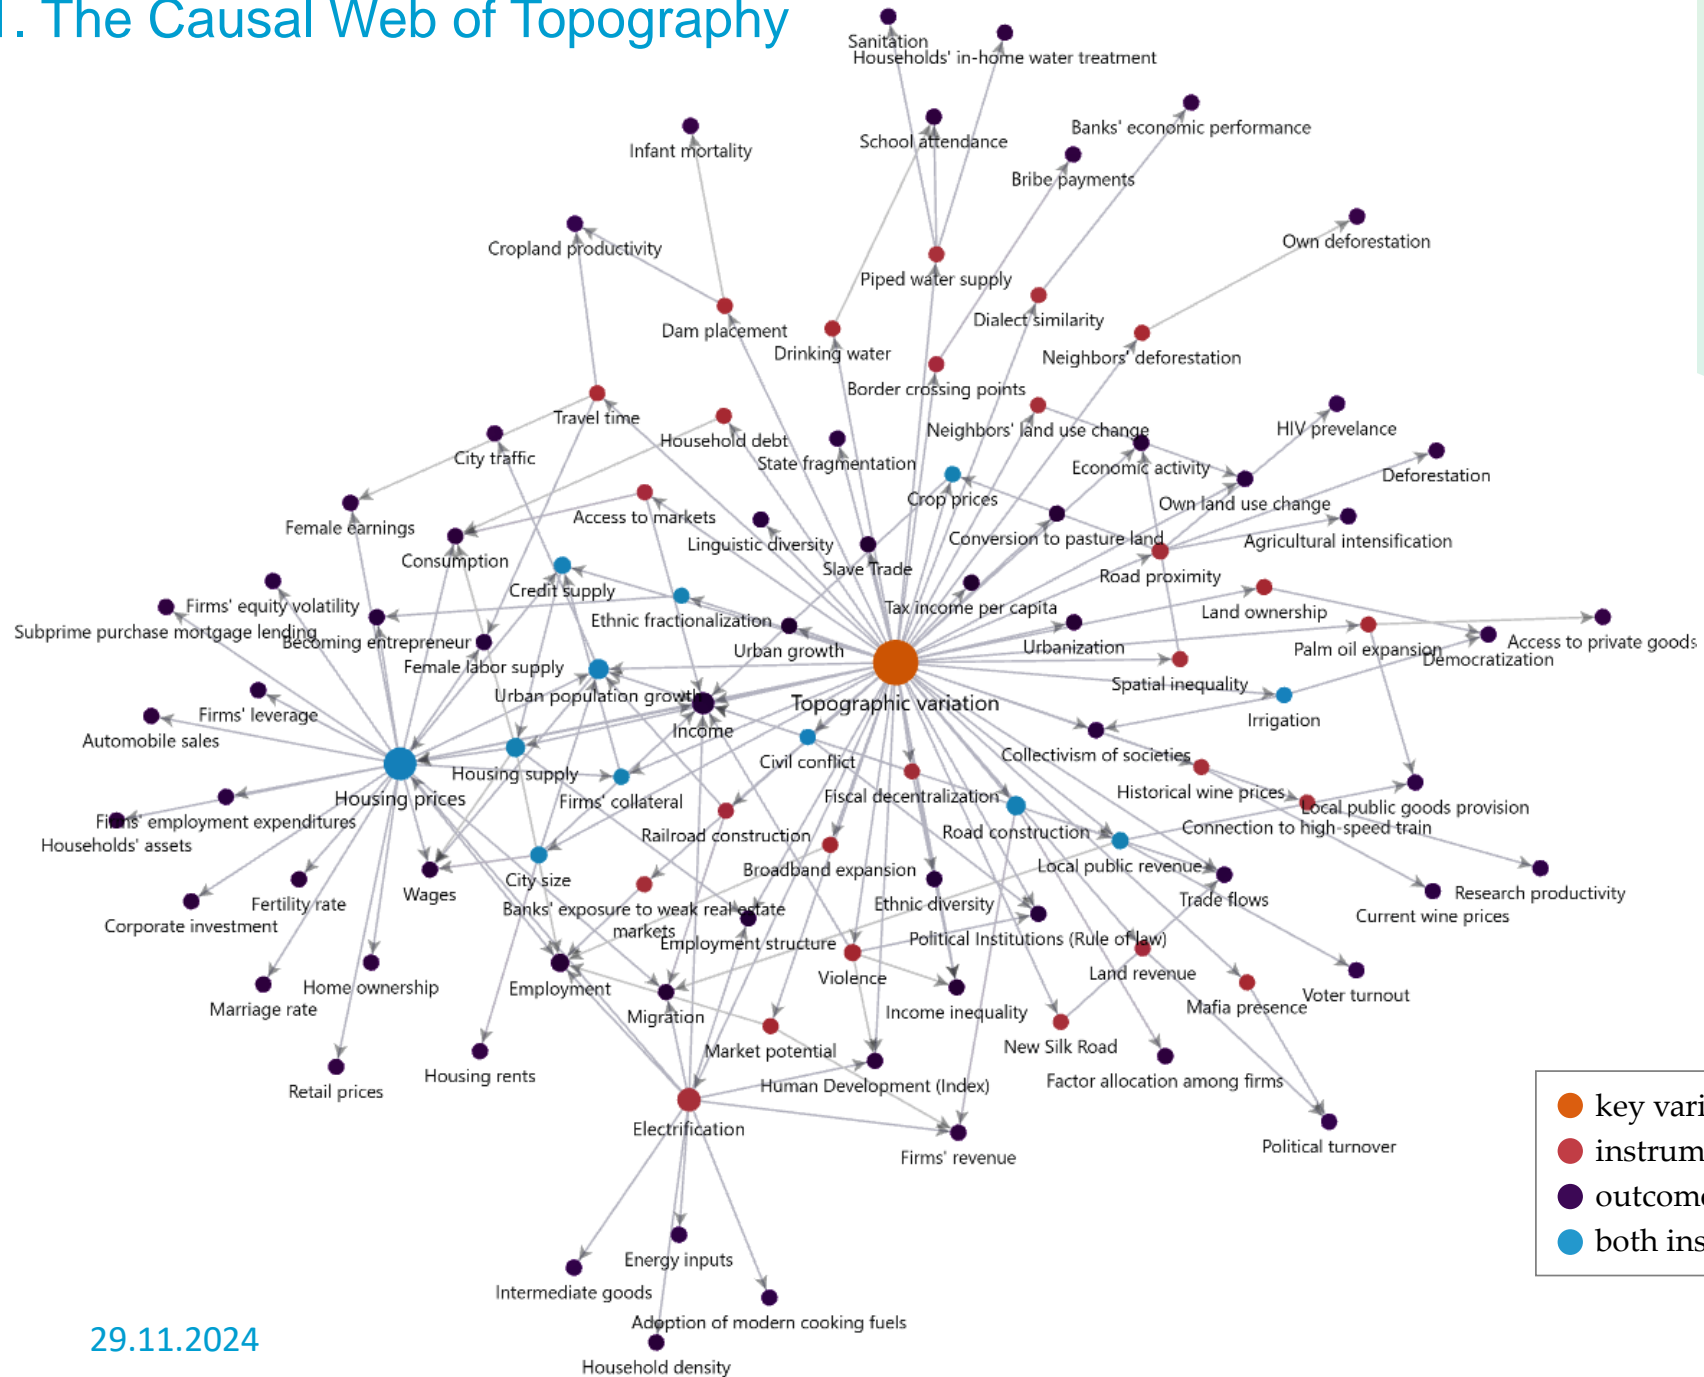 1. The Causal Web of Topography
Sanitation
Households' in-home water treatment
Banks' economic performance
School attendance
Infant mortality
Bribe payments
Own deforestation
Cropland productivity
Piped water supply
Dialect similarity
Dam placement
Drinking water
Neighbors' deforestation
Border crossing points
Travel time
Household debt
Neighbors' land use change
HIV prevelance
City traffic
State fragmentation
Economic activity
Deforestation
Crop prices
Own land use change
Female earnings
Access to markets
Linguistic diversity
Conversion to pasture land
Agricultural intensification
Consumption
Slave Trade
Road proximity
Credit supply
Firms' equity volatility
Ethnic fractionalization
Tax income per capita
Land ownership
Subprime purchase mortgage lending
Becoming entrepreneur
Urban growth
Urbanization
Palm oil expansion
Access to private goods
Democratization
Female labor supply
Urban population growth
Topographic variation
Spatial inequality
Irrigation
Firms' leverage
Automobile sales
Income
Civil conflict
Collectivism of societies
Housing supply
Housing prices
Firms' collateral
Fiscal decentralization
Historical wine prices
Local public goods provision
Connection to high-speed train
Firms' employment expenditures
Households' assets
Railroad construction
Road construction
Broadband expansion
Local public revenue
City size
Wages
Fertility rate
Corporate investment
Banks' exposure to weak real estate
markets
Ethnic diversity
Trade flows
Research productivity
Current wine prices
Employment structure
Political Institutions (Rule of law)
Violence
Land revenue
Home ownership
Employment
Marriage rate
Migration
Income inequality
Mafia presence
Voter turnout
Market potential
New Silk Road
Housing rents
Retail prices
Human Development (Index)
Factor allocation among firms
Electrification
Firms' revenue
Political turnover
key vari
instrum
outcom
both ins
Energy inputs
Intermediate goods
Adoption of modern cooking fuels
Household density
29.11.2024